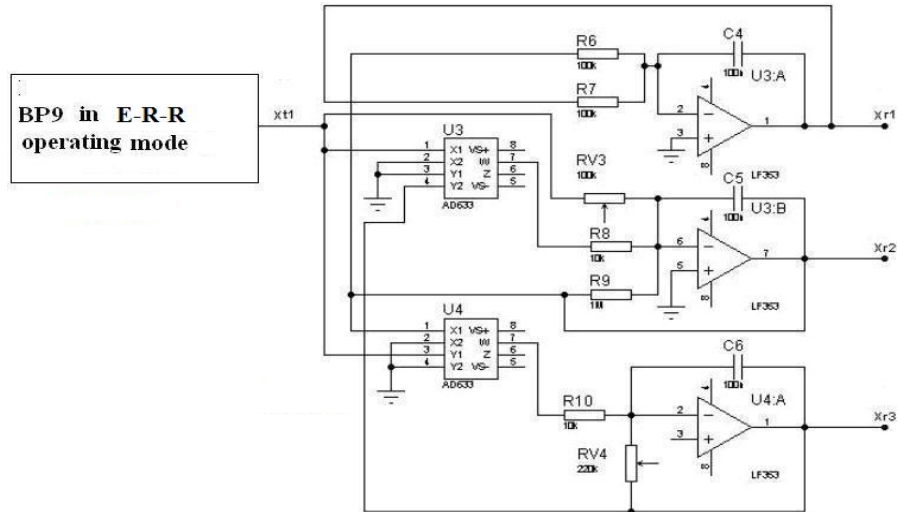 BP9 in E-R-R
operating mode
xt1
R6
100k
R7
100k
C4
100n
U3:A
2
3
1
8
LF353
Xr1
U3
1
2
3
4
X1
X2
Y1
Y2
VS+
W
Z
VS-
8
7
6
5
AD633
RV3
100k
R8
10k
R9
1M
C5
100n
U3:B
6
5
7
8
LF353
Xr2
U4
1
2
3
4
X1
X2
Y1
Y2
VS+
W
Z
VS-
8
7
6
5
AD633
R10
10k
RV4
220k
C6
100n
U4:A
2
3
1
8
LF353
Xr3